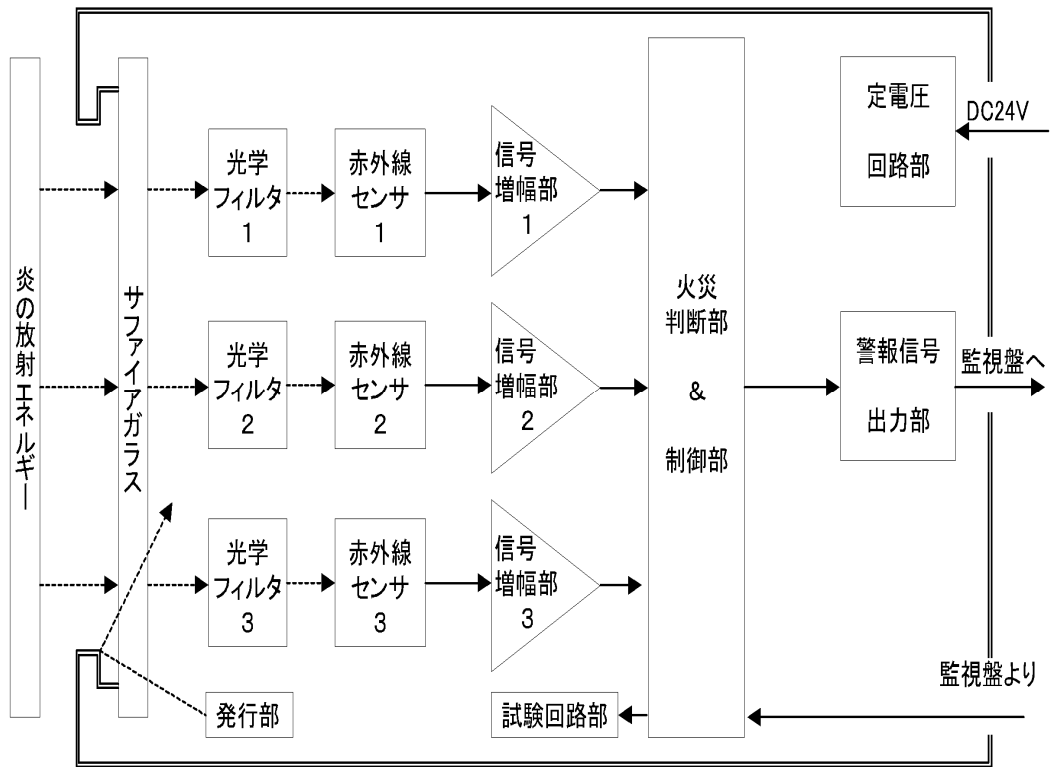 炎の放射エネルギー
サファイアガラス
光学
フィルタ
1
赤外線
センサ
1
信号
増幅部
1
光学
フィルタ
2
赤外線
センサ
2
信号
増幅部
2
光学
フィルタ
3
赤外線
センサ
3
信号
増幅部
3
発行部
試験回路部
火災
判断部
&
制御部
定電圧
回路部
DC24V
警報信号
出力部
監視盤へ
監視盤より